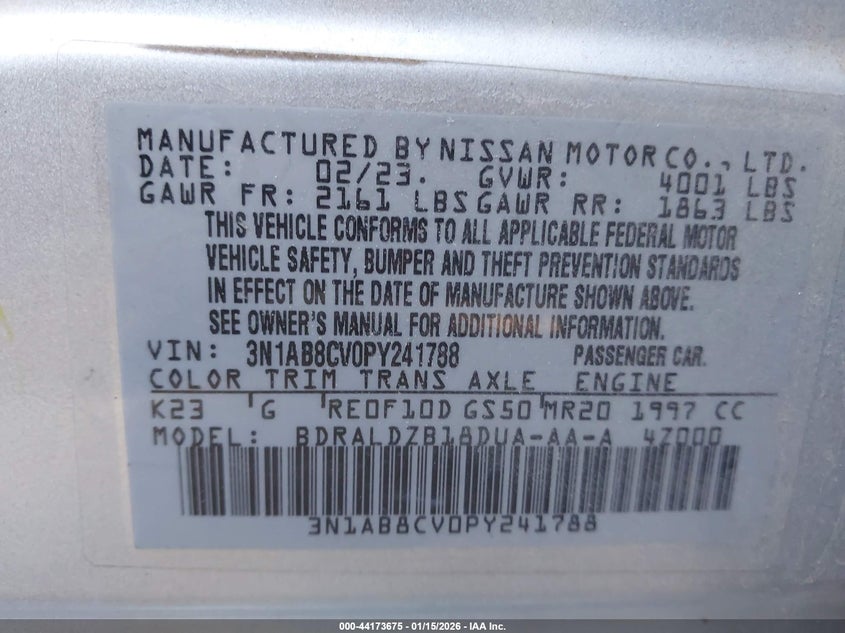 MANUFACTURED BY NISSAN MOTOR CO., LTD.
DATE: 02/23. GVWR: 4001 LBS
GAWR FR: 2161 LBS GAWR RR: 1863 LBS
THIS VEHICLE CONFORMS TO ALL APPLICABLE FEDERAL MOTOR
VEHICLE SAFETY, BUMPER AND THEFT PREVENTION STANDARDS
IN EFFECT ON THE DATE OF MANUFACTURE SHOWN ABOVE.
SEE OWNER'S MANUAL FOR ADDITIONAL INFORMATION.
VIN: 3N1AB8CV0PY241788 PASSENGER CAR.
COLOR TRIM TRANS AXLE ENGINE
K23 G RE0F10D GS50 MR20 1997 CC
MODEL: BDRALDZB18DUA-AA-A 4Z000
3N1AB8CV0PY241788
000-44173675 - 01/15/2026 - IAA Inc.